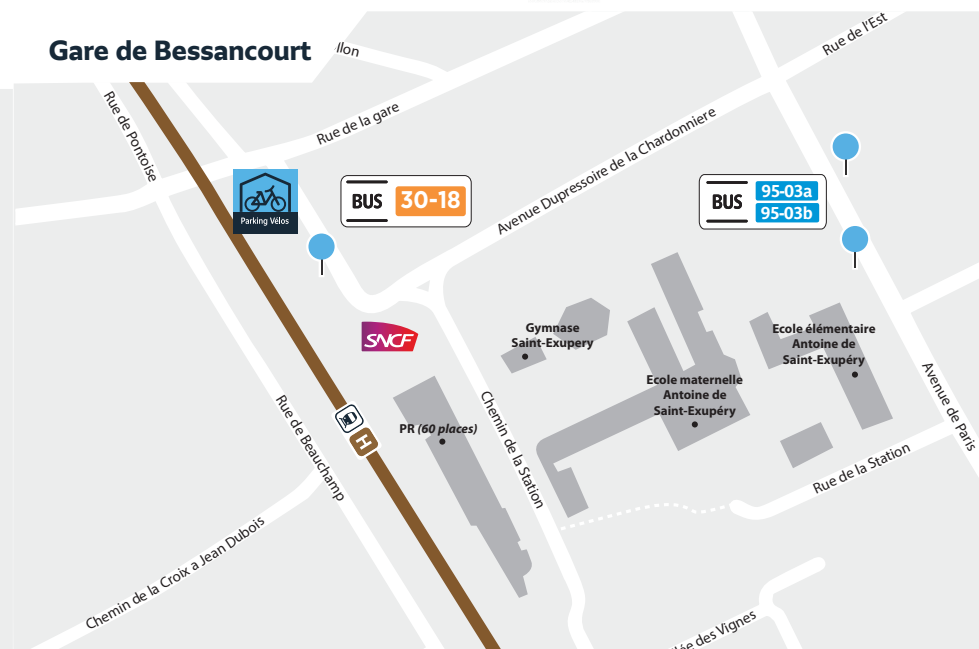 Gare de Bessancourt
llon
Rue de l'Est
Rue de Pontoise
Rue de la gare
Avenue Dupressoire de la Chardonniere
Parking Vélos
BUS
30-18
BUS
95-03a
95-03b
SNCF
Gymnase
Saint-Exupery
Ecole élémentaire
Antoine de
Saint-Exupéry
Ecole maternelle
Antoine de
Saint-Exupéry
Avenue de Paris
PR (60 places)
H
Rue de Beauchamp
Chemin de la Station
Rue de la Station
Chemin de la Croix a Jean Dubois
lée des Vignes